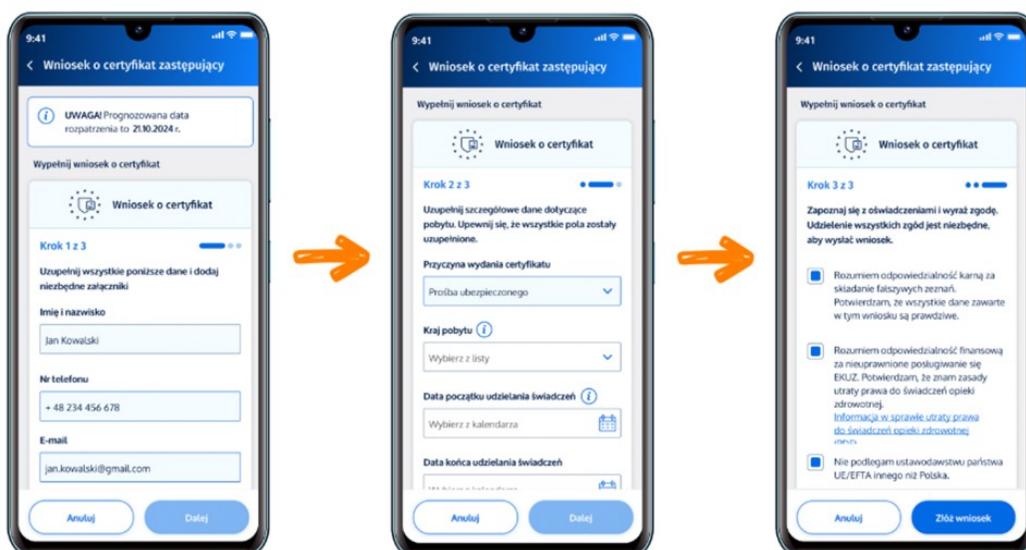 9:41
Wniosek o certyfikat zastępujący
UWAGA! Prognozowana data
rozpatrzenia to 21.10.2024 r.
Wypełnij wniosek o certyfikat
Wniosek o certyfikat
Krok 1 z 3
Uzupełnij wszystkie poniższe dane i dodaj
niezbędne załączniki
Imię i nazwisko
Jan Kowalski
Nr telefonu
+ 48 234 456 678
E-mail
jan.kowalski@gmail.com
Anuluj
Dalej
9:41
Wniosek o certyfikat zastępujący
Wypełnij wniosek o certyfikat
Wniosek o certyfikat
Krok 2 z 3
Uzupełnij szczegółowe dane dotyczące
pobytu. Upewnij się, że wszystkie pola zostały
uzupełnione.
Przyczyna wydania certyfikatu
Prośba ubezpieczonego
Kraj pobytu
Wybierz z listy
Data początku udzielania świadczeń
Wybierz z kalendarza
Data końca udzielania świadczeń
Anuluj
Dalej
9:41
Wniosek o certyfikat zastępujący
Wypełnij wniosek o certyfikat
Wniosek o certyfikat
Krok 3 z 3
Zapoznaj się z oświadczeniami i wyraź zgodę.
Udzielenie wszystkich zgód jest niezbędne,
aby wysłać wniosek.
Rozumiem odpowiedzialność karną za
składanie fałszywych zeznań.
Potwierdzam, że wszystkie dane zawarte
w tym wniosku są prawdziwe.
Rozumiem odpowiedzialność finansową
za nieuprawnione posługiwanie się
EKUZ. Potwierdzam, że znam zasady
utraty prawa do świadczeń opieki
zdrowotnej.
Informacja w sprawie utraty prawa
do świadczeń opieki zdrowotnej
Nie podlegam ustawodawstwu państwa
UE/EFTA innego niż Polska.
Anuluj
Złóż wniosek